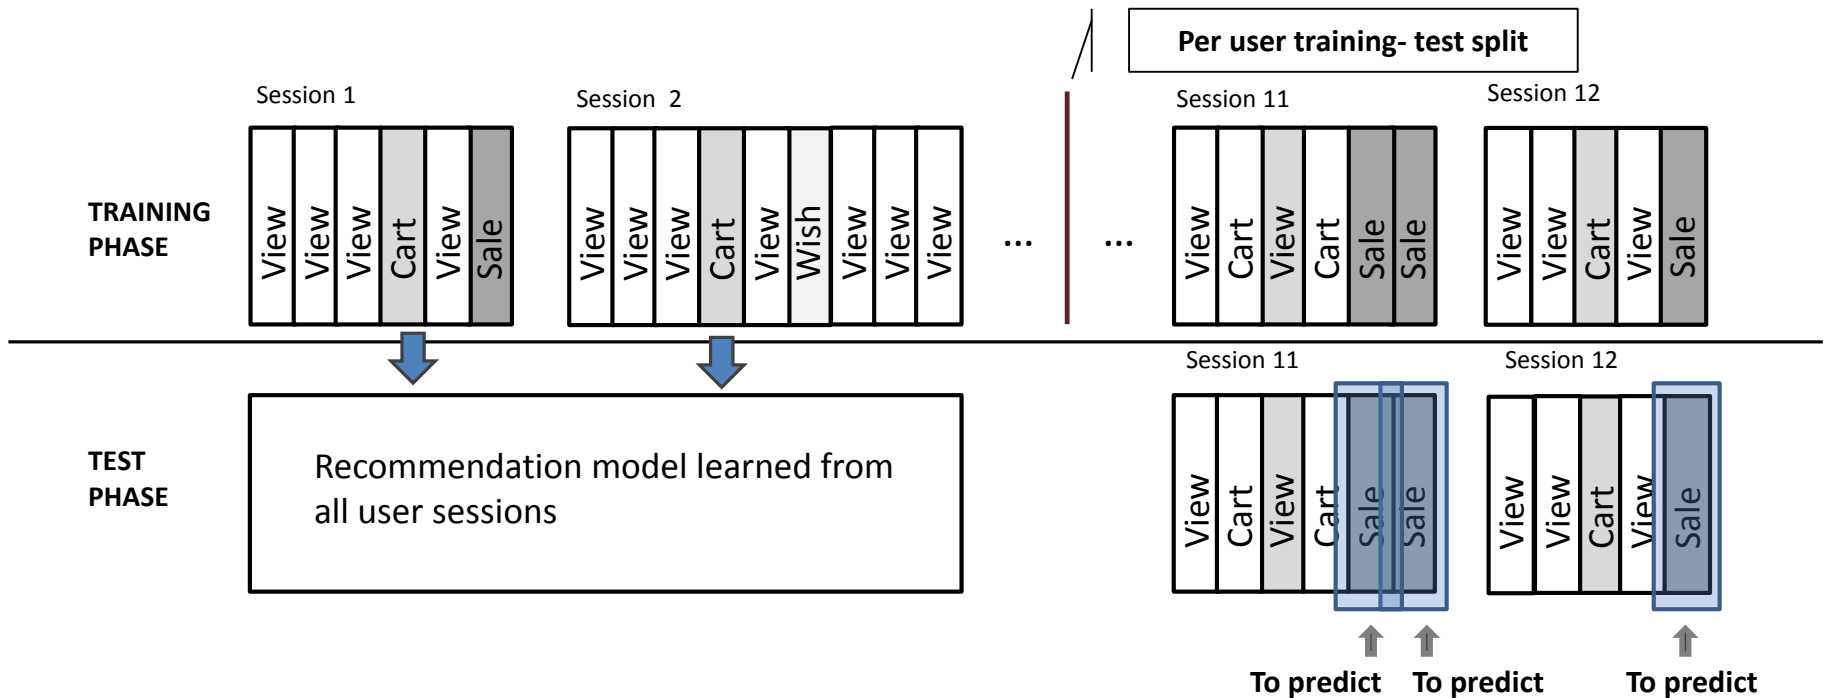 Per user training- test split
Session 1
Session 2
Session 11
Session 12
TRAINING
PHASE
View
View
View
Cart
View
Sale
View
View
View
Cart
View
Wish
View
View
View
...
...
View
Cart
View
Cart
Sale
Sale
View
View
Cart
View
Sale
Session 11
Session 12
TEST
PHASE
Recommendation model learned from
all user sessions
View
Cart
View
Cart
Sale
Sale
View
View
Cart
View
Sale
To predict
To predict
To predict